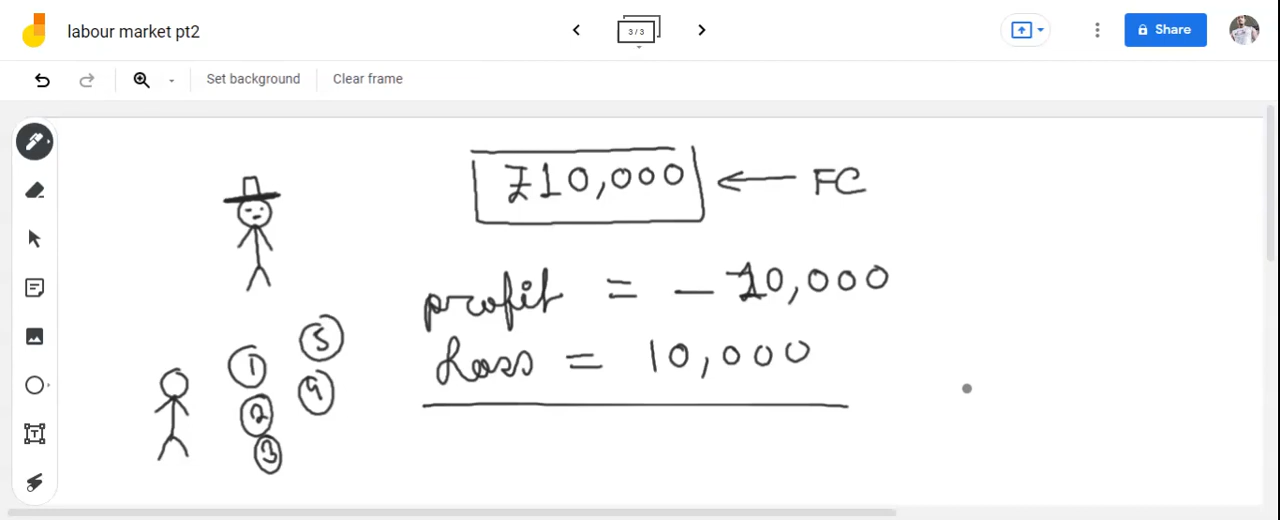 labour market pt2
3 / 3
Share
Set background
Clear frame
£10,000 ← FC
profit = - 10,000
Loss = 10,000
5
1
4
2
3